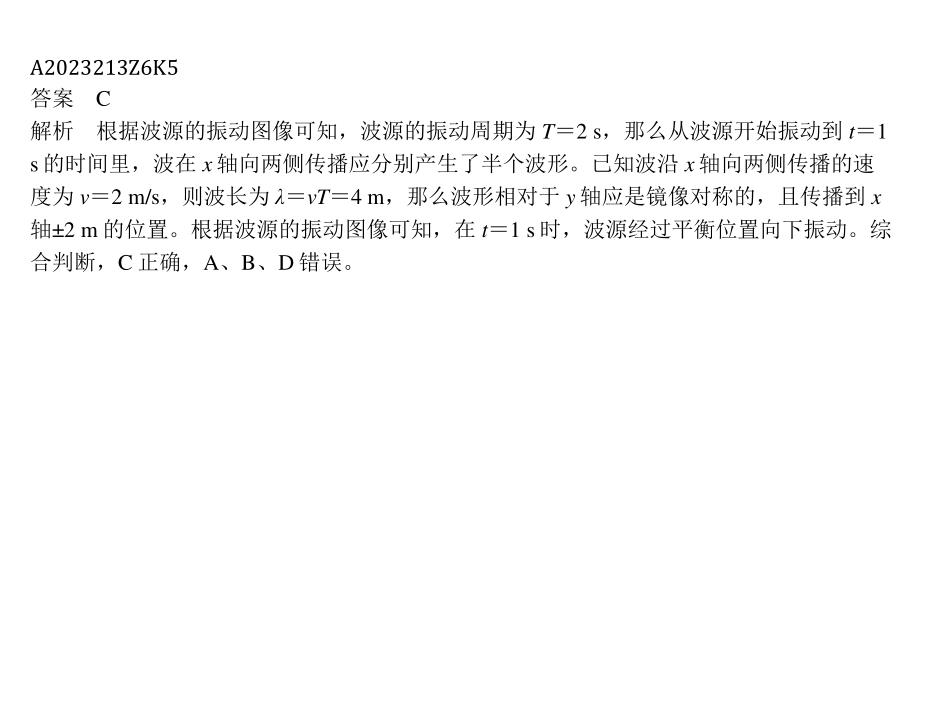 A2023213Z6K5
答案　C
解析　根据波源的振动图像可知，波源的振动周期为 T＝2 s，那么从波源开始振动到 t＝1
s 的时间里，波在 x 轴向两侧传播应分别产生了半个波形。已知波沿 x 轴向两侧传播的速
度为 v＝2 m/s，则波长为 λ＝vT＝4 m，那么波形相对于 y 轴应是镜像对称的，且传播到 x
轴±2 m 的位置。根据波源的振动图像可知，在 t＝1 s 时，波源经过平衡位置向下振动。综
合判断，C 正确，A、B、D 错误。